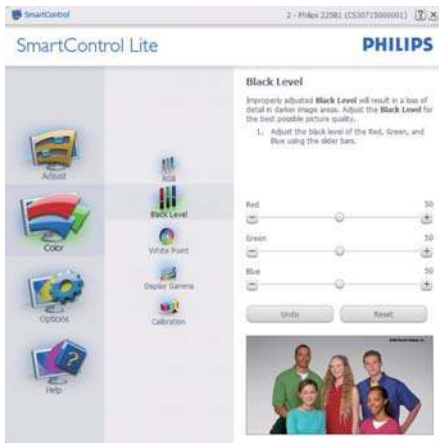 SmartControl
2 - Philips 225B1 (CS30715000001)
SmartControl Lite
PHILIPS
Adjust
Color
Options
Help
RGB
Black Level
White Point
Display Gamma
Calibration
Black Level
Improperly adjusted Black Level will result in a loss of
detail in darker image areas. Adjust the Black Level for
the best possible picture quality.
1. Adjust the black level of the Red, Green, and
Blue using the slider bars.
Red 50
Green 50
Blue 50
Undo
Reset